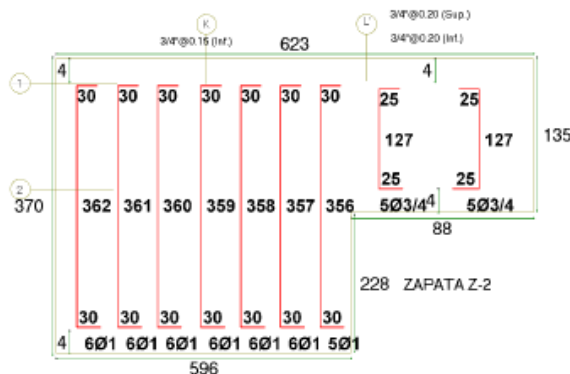 K
L'
3/4"@0.20 (Sup.)
3/4"@0.15 (Inf.)
3/4"@0.20 (Inf.)
623
4
4
1
30 30 30 30 30 30 30
25 25
127 127
135
2
25 25
370
362 361 360 359 358 357 356
4
5Ø3/4 5Ø3/4
88
228 ZAPATA Z-2
30 30 30 30 30 30 30
4
6Ø1 6Ø1 6Ø1 6Ø1 6Ø1 6Ø1 5Ø1
596